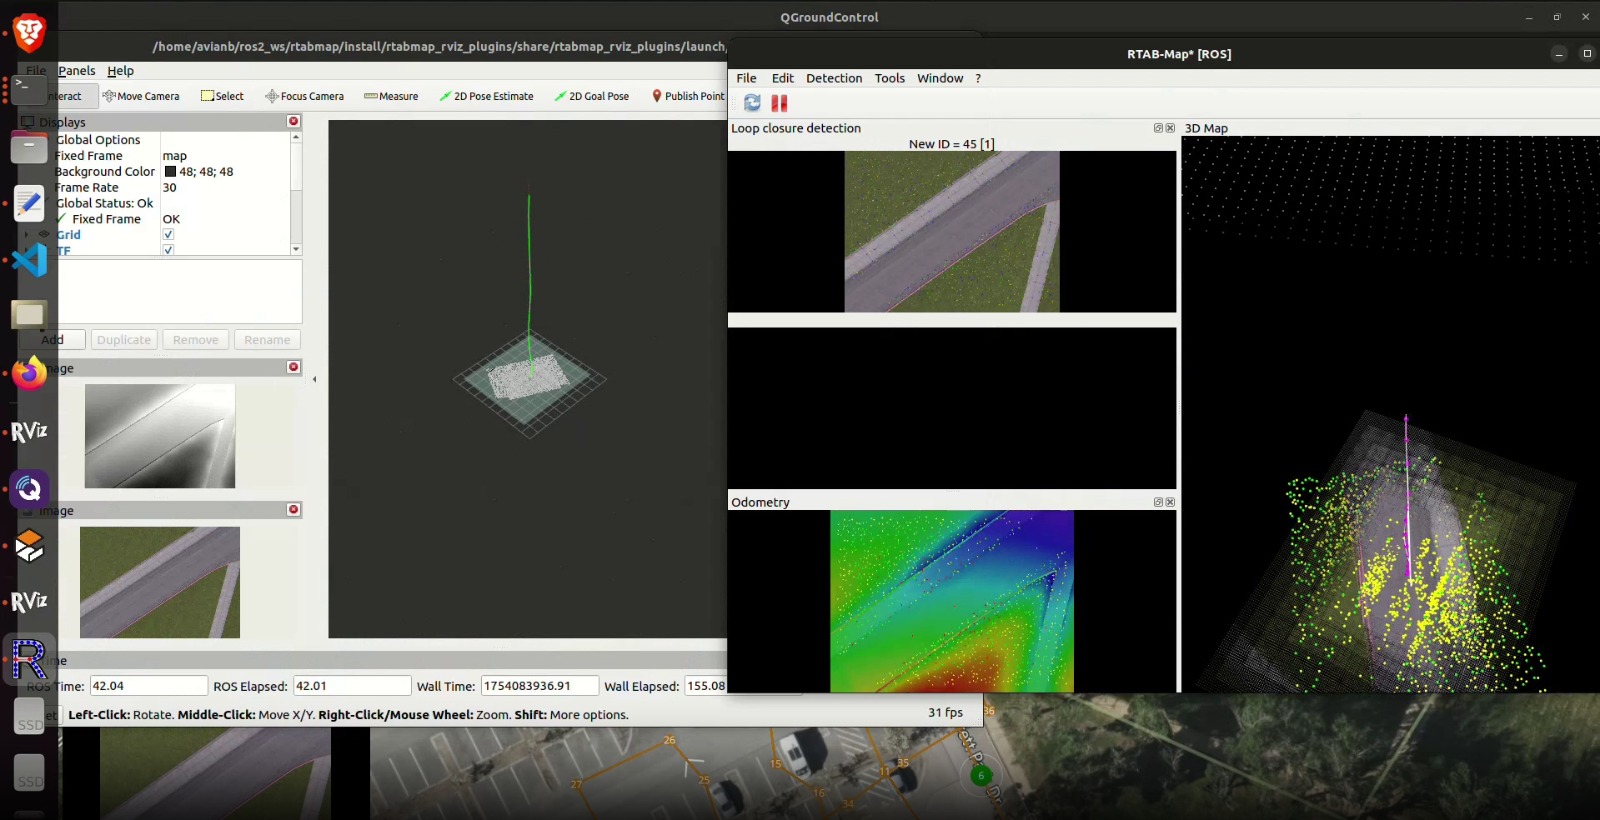 QGroundControl
/home/avianb/ros2_ws/rtabmap/install/rtabmap_rviz_plugins/share/rtabmap_rviz_plugins/launch/
RTAB-Map* [ROS]
File Panels Help
File Edit Detection Tools Window ?
Interact Move Camera Select Focus Camera Measure 2D Pose Estimate 2D Goal Pose Publish Point
Displays
Global Options
Fixed Frame map
Background Color 48; 48; 48
Frame Rate 30
Global Status: Ok
Fixed Frame OK
Grid
TF
Add Duplicate Remove Rename
Image
Image
Loop closure detection
New ID = 45 [1]
Odometry
3D Map
RViz
RViz
R
SSD
SSD
Time
ROS Time: 42.04 ROS Elapsed: 42.01 Wall Time: 1754083936.91 Wall Elapsed: 155.08
Left-Click: Rotate. Middle-Click: Move X/Y. Right-Click/Mouse Wheel: Zoom. Shift: More options.
31 fps
36
26
27
25
15
16
11
35
34
6